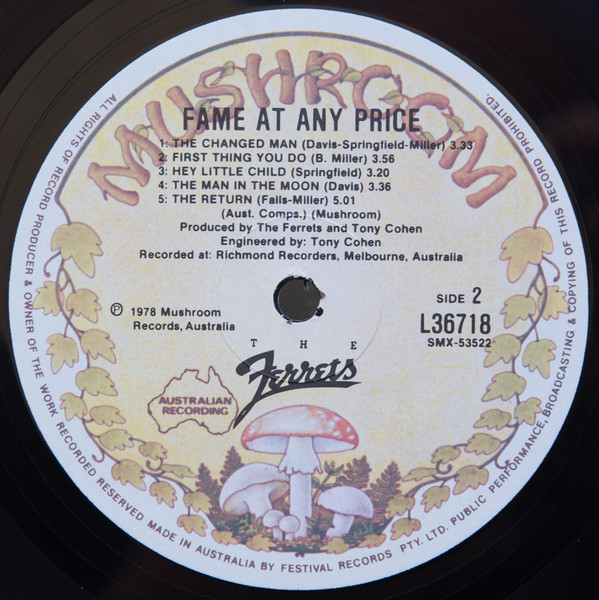 MUSHROOM
FAME AT ANY PRICE
1: THE CHANGED MAN (Davis-Springfield-Miller) 3.33
2: FIRST THING YOU DO (B. Miller) 3.56
3: HEY LITTLE CHILD (Springfield) 3.20
4: THE MAN IN THE MOON (Davis) 3.36
5: THE RETURN (Falls-Miller) 5.01
(Aust. Comps.) (Mushroom)
Produced by The Ferrets and Tony Cohen
Engineered by: Tony Cohen
Recorded at: Richmond Recorders, Melbourne, Australia
℗ 1978 Mushroom
Records, Australia
SIDE 2
L36718
SMX-53522
THE
Ferrets
AUSTRALIAN
RECORDING
ALL RIGHTS OF RECORD PRODUCER & OWNER OF THE WORK RECORDED RESERVED MADE IN AUSTRALIA BY FESTIVAL RECORDS PTY. LTD. PUBLIC PERFORMANCE, BROADCASTING & COPYING OF THIS RECORD PROHIBITED.